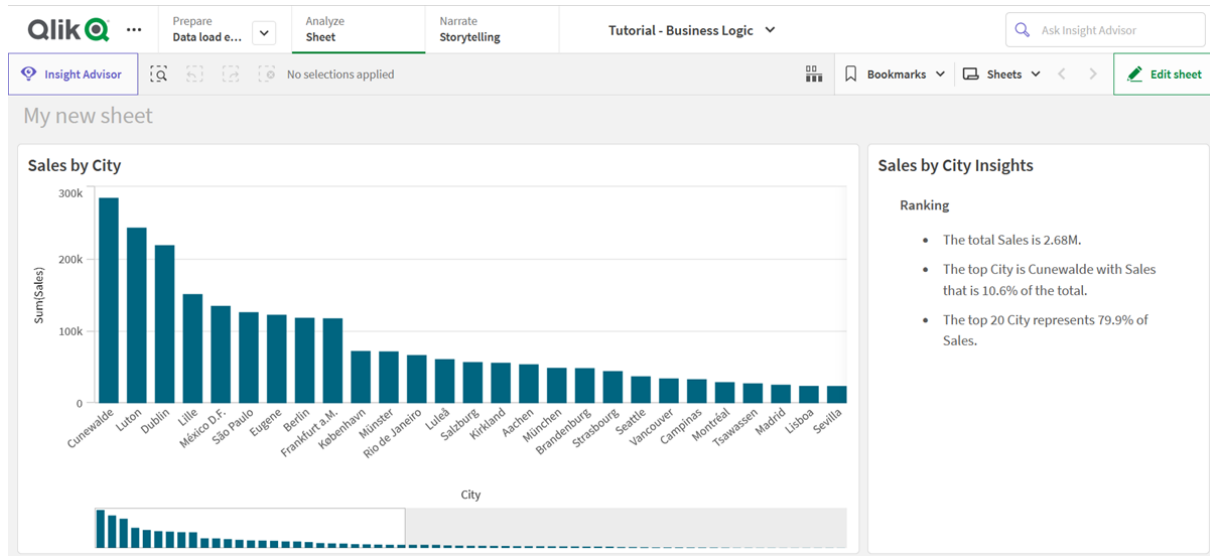 Qlik
Prepare
Data load e...
Analyze
Sheet
Narrate
Storytelling
Tutorial - Business Logic
Ask Insight Advisor
Insight Advisor
No selections applied
Bookmarks
Sheets
Edit sheet
My new sheet
Sales by City
300k
200k
100k
0
Sum(Sales)
Cunewalde
Luton
Dublin
Lille
México D.F.
São Paulo
Eugene
Berlin
Frankfurt a.M.
København
Münster
Rio de Janeiro
Luleå
Salzburg
Kirkland
Aachen
München
Brandenburg
Strasbourg
Seattle
Vancouver
Campinas
Montréal
Tsawassen
Madrid
Lisboa
Sevilla
City
Sales by City Insights
Ranking
• The total Sales is 2.68M.
• The top City is Cunewalde with Sales
that is 10.6% of the total.
• The top 20 City represents 79.9% of
Sales.